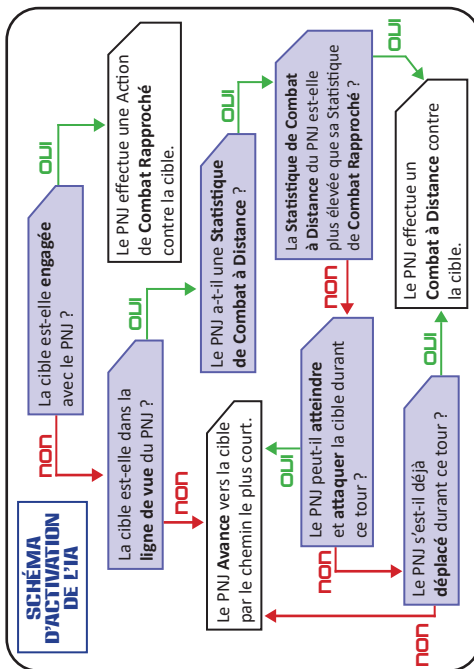 SCHÉMA
D'ACTIVATION
DE L'IA
La cible est-elle engagée
avec le PNJ ?
OUI
NON
Le PNJ effectue une Action
de Combat Rapproché
contre la cible.
La cible est-elle dans la
ligne de vue du PNJ ?
OUI
NON
Le PNJ a-t-il une Statistique
de Combat à Distance ?
OUI
Le PNJ Avance vers la cible
par le chemin le plus court.
La Statistique de Combat
à Distance du PNJ est-elle
plus élevée que sa Statistique
de Combat Rapproché ?
OUI
NON
Le PNJ peut-il atteindre
et attaquer la cible durant
ce tour ?
OUI
NON
Le PNJ effectue un
Combat à Distance contre
la cible.
Le PNJ s'est-il déjà
déplacé durant ce tour ?
OUI
NON